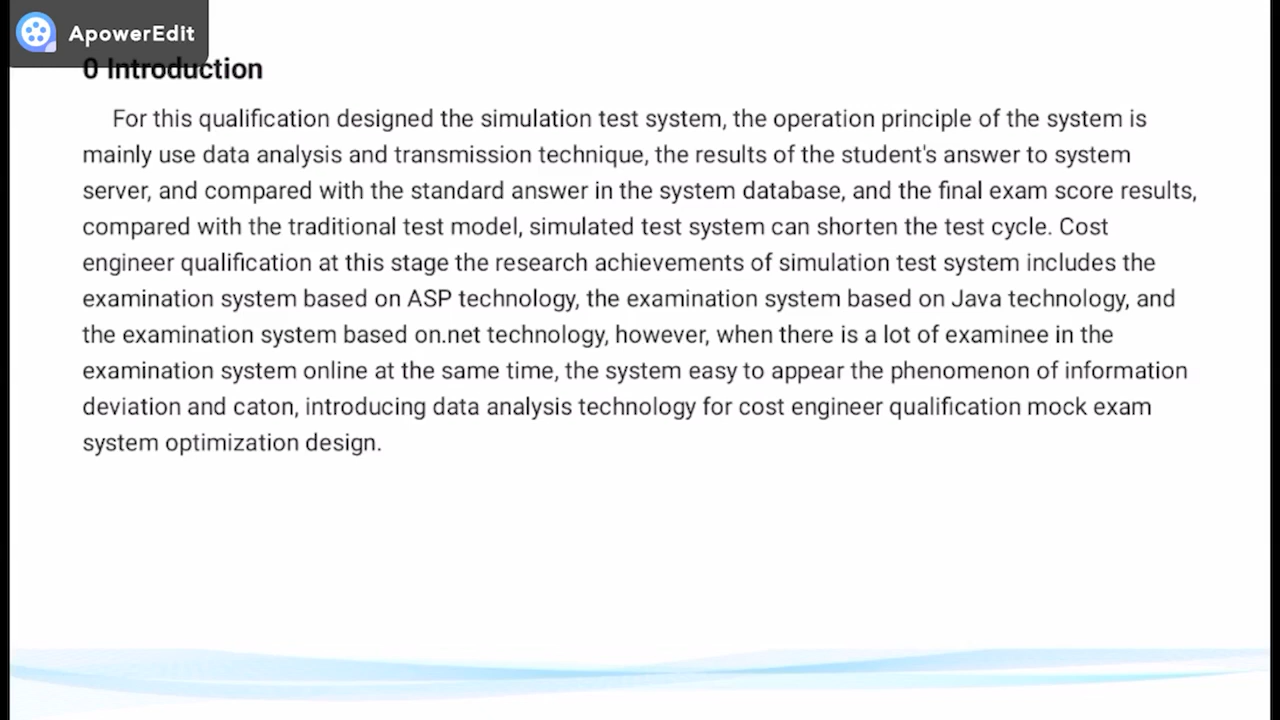 ApowerEdit
0 Introduction
For this qualification designed the simulation test system, the operation principle of the system is
mainly use data analysis and transmission technique, the results of the student's answer to system
server, and compared with the standard answer in the system database, and the final exam score results,
compared with the traditional test model, simulated test system can shorten the test cycle. Cost
engineer qualification at this stage the research achievements of simulation test system includes the
examination system based on ASP technology, the examination system based on Java technology, and
the examination system based on.net technology, however, when there is a lot of examinee in the
examination system online at the same time, the system easy to appear the phenomenon of information
deviation and caton, introducing data analysis technology for cost engineer qualification mock exam
system optimization design.